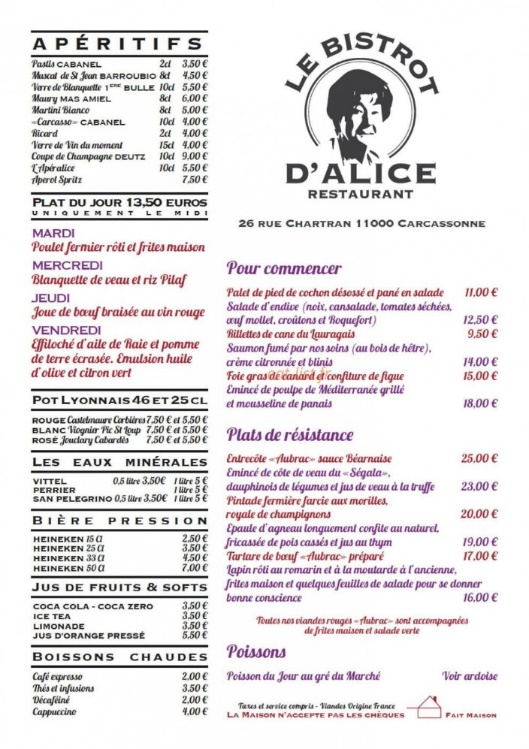 APÉRITIFS
Pastis CABANEL 2cl 3,50 €
Muscat de St Jean BARROUBIO 8cl 4,50 €
Verre de Blanquette 1ÈRE BULLE 10cl 5,50 €
Maury MAS AMIEL 8cl 6,00 €
Martini Bianco 8cl 5,00 €
«Carcasso» CABANEL 10cl 4,00 €
Ricard 2cl 4,00 €
Verre de Vin du moment 15cl 4,00 €
Coupe de Champagne DEUTZ 10cl 9,00 €
L'Apéralice 10cl 5,50 €
Aperol Spritz 7,50 €
PLAT DU JOUR 13,50 EUROS
UNIQUEMENT LE MIDI
MARDI
Poulet fermier rôti et frites maison
MERCREDI
Blanquette de veau et riz Pilaf
JEUDI
Joue de bœuf braisée au vin rouge
VENDREDI
Effiloché d'aile de Raie et pomme
de terre écrasée. Emulsion huile
d'olive et citron vert
POT LYONNAIS 46 ET 25 CL
ROUGE Castelmaure Corbières 7,50 € et 5,50 €
BLANC Viognier Pic St Loup 7,50 € et 5,50 €
ROSÉ Jouclary Cabardès 7,50 € et 5,50 €
LES EAUX MINÉRALES
VITTEL 0,5 litre 3,50€ 1 litre 5 €
PERRIER 1 litre 5 €
SAN PELEGRINO 0,5 litre 3,50€ 1 litre 5 €
BIÈRE PRESSION
HEINEKEN 15 Cl 2,50 €
HEINEKEN 25 Cl 3,50 €
HEINEKEN 33 Cl 4,50 €
HEINEKEN 50 Cl 7,00 €
JUS DE FRUITS & SOFTS
COCA COLA - COCA ZERO 3,50 €
ICE TEA 3,50 €
LIMONADE 3,50 €
JUS D'ORANGE PRESSÉ 5,50 €
BOISSONS CHAUDES
Café expresso 2,00 €
Thés et infusions 3,50 €
Décaféiné 2,00 €
Cappuccino 4,00 €
LE BISTROT
D'ALICE
RESTAURANT
26 RUE CHARTRAN 11000 CARCASSONNE
Pour commencer
Palet de pied de cochon désossé et pané en salade 11,00 €
Salade d'endive (noix, cansalade, tomates séchées,
œuf mollet, croûtons et Roquefort) 12,50 €
Rillettes de cane du Lauragais 9,50 €
Saumon fumé par nos soins (au bois de hêtre),
crème citronnée et blinis 14,00 €
Foie gras de canard et confiture de figue 15,00 €
Emincé de poulpe de Méditerranée grillé
et mousseline de panais 18,00 €
Plats de résistance
Entrecôte «Aubrac» sauce Béarnaise 25,00 €
Emincé de côte de veau du «Ségala»,
dauphinois de légumes et jus de veau à la truffe 23,00 €
Pintade fermière farcie aux morilles,
royale de champignons 20,00 €
Epaule d'agneau longuement confite au naturel,
fricassée de pois cassés et jus au thym 19,00 €
Tartare de bœuf «Aubrac» préparé 17,00 €
Lapin rôti au romarin et à la moutarde à l'ancienne,
frites maison et quelques feuilles de salade pour se donner
bonne conscience 16,00 €
Toutes nos viandes rouges «Aubrac» sont accompagnées
de frites maison et salade verte
Poissons
Poisson du Jour au gré du Marché Voir ardoise
Taxes et service compris - Viandes Origine France
LA MAISON N'ACCEPTE PAS LES CHÈQUES FAIT MAISON